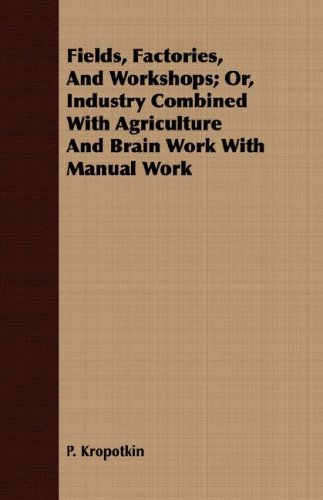 Fields, Factories,
And Workshops; Or,
Industry Combined
With Agriculture
And Brain Work With
Manual Work
P. Kropotkin